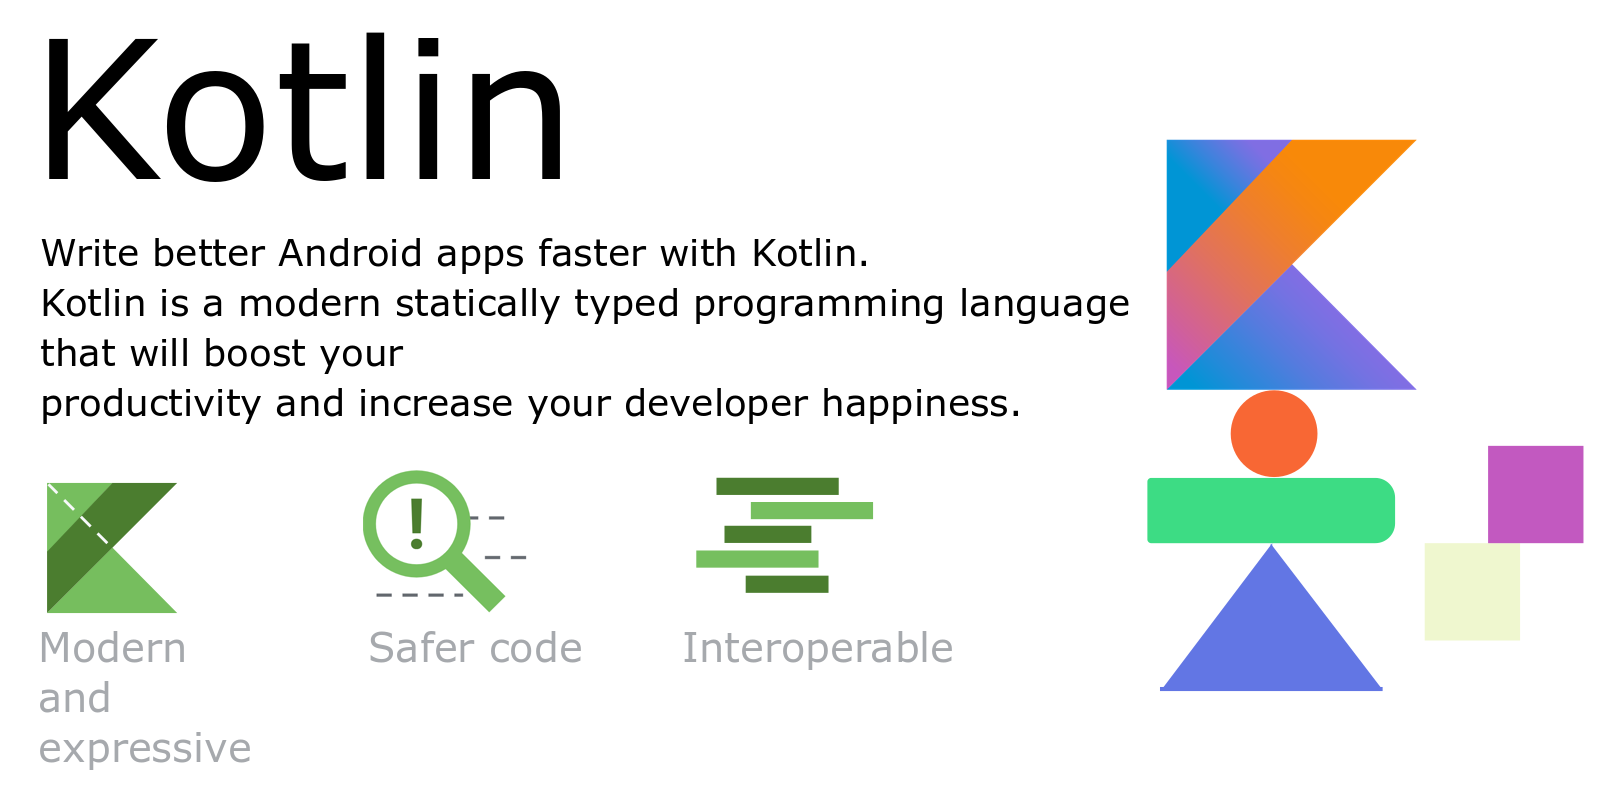 Kotlin
Write better Android apps faster with Kotlin.
Kotlin is a modern statically typed programming language
that will boost your
productivity and increase your developer happiness.
!
Modern
and
expressive
Safer code
Interoperable